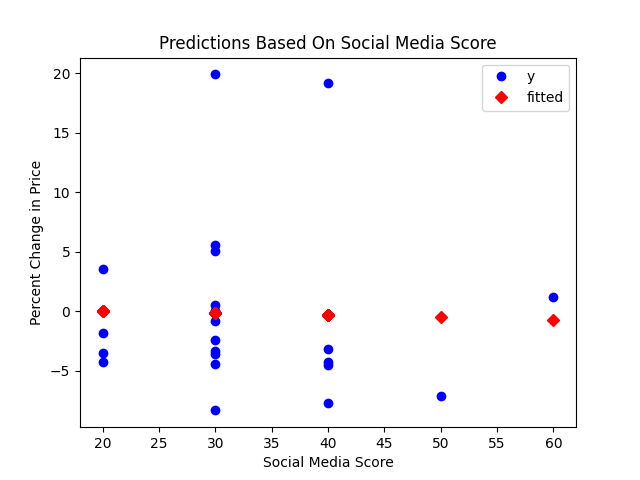 Predictions Based On Social Media Score
y
fitted
20
15
10
5
0
−5
Percent Change in Price
20 25 30 35 40 45 50 55 60
Social Media Score